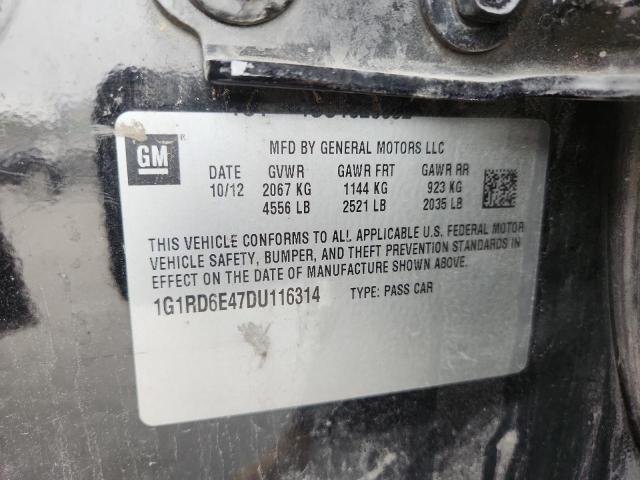 GM
MFD BY GENERAL MOTORS LLC
DATE GVWR GAWR FRT GAWR RR
10/12 2067 KG 1144 KG 923 KG
4556 LB 2521 LB 2035 LB
THIS VEHICLE CONFORMS TO ALL APPLICABLE U.S. FEDERAL MOTOR
VEHICLE SAFETY, BUMPER, AND THEFT PREVENTION STANDARDS IN
EFFECT ON THE DATE OF MANUFACTURE SHOWN ABOVE.
1G1RD6E47DU116314 TYPE: PASS CAR